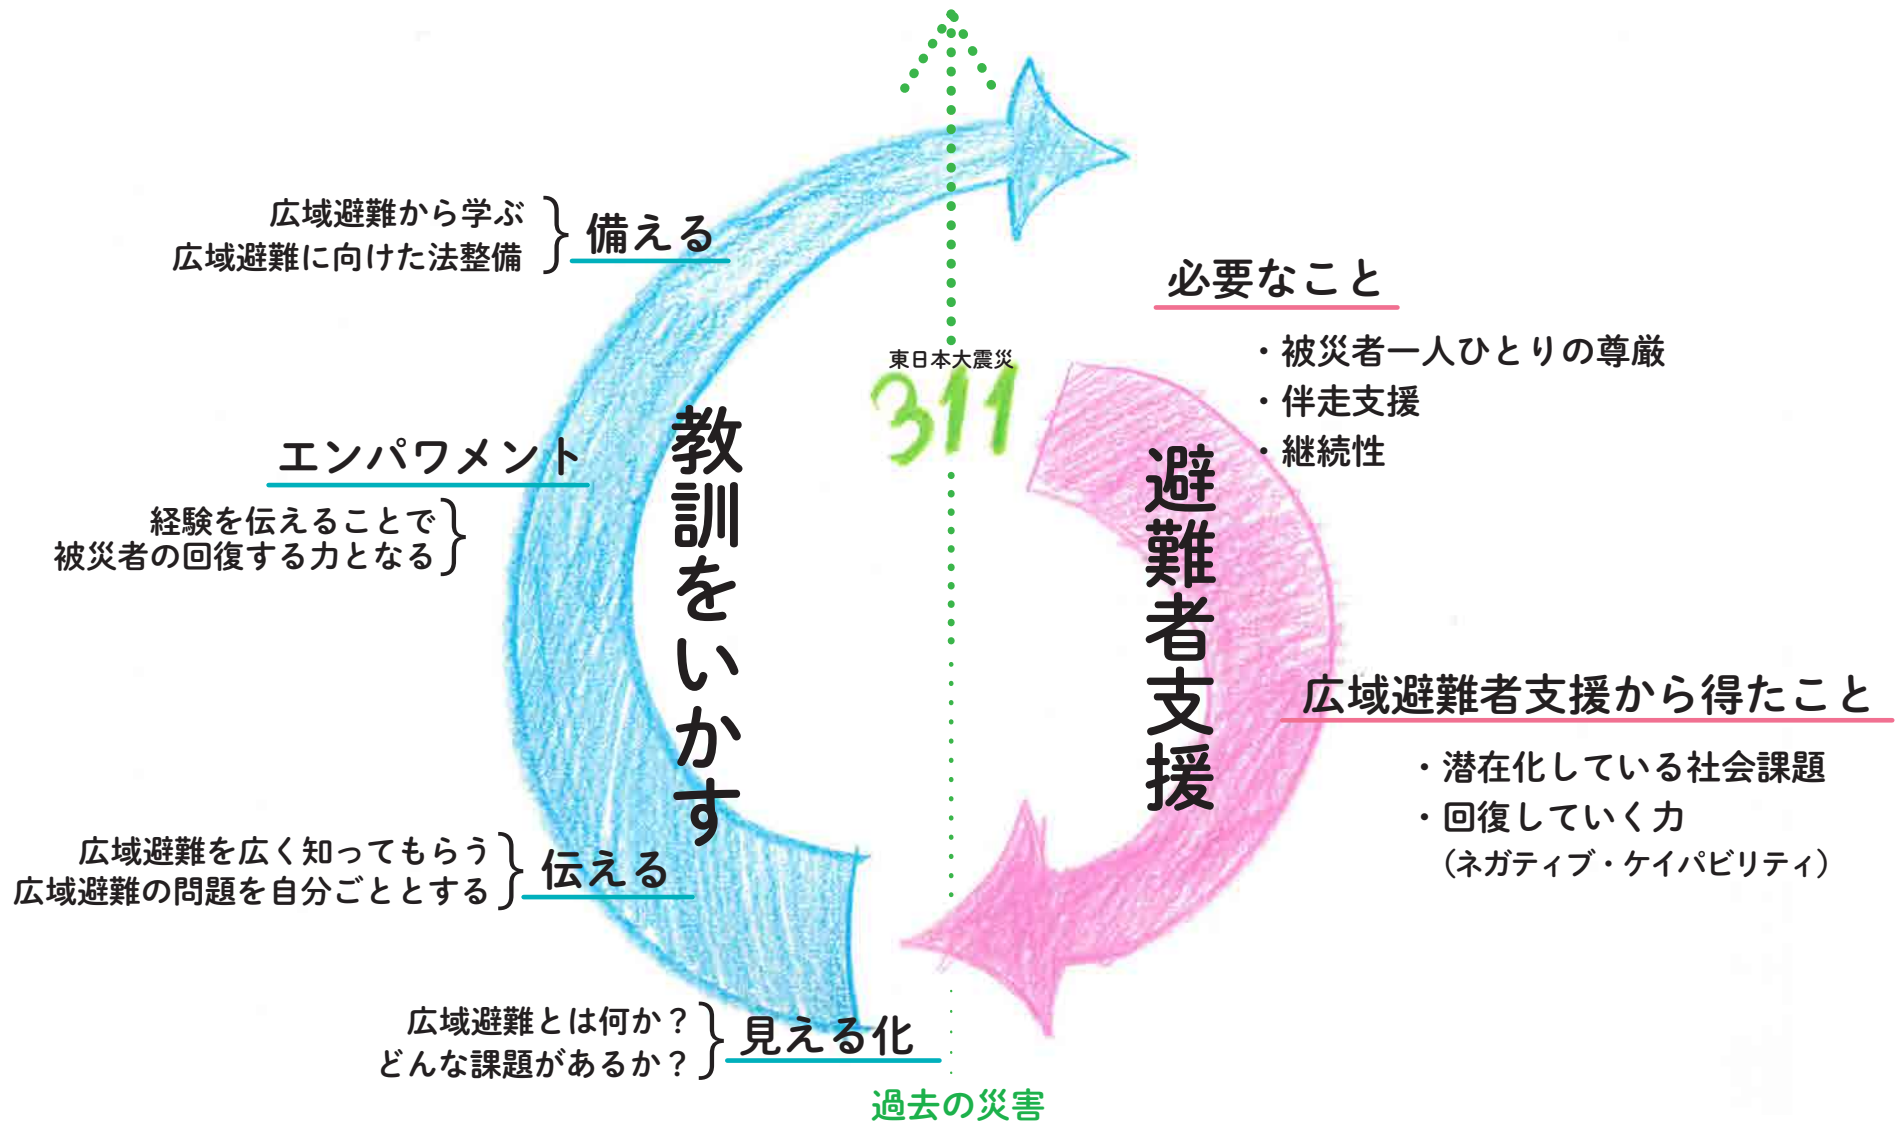 東日本大震災
311
避難者支援
必要なこと
・被災者一人ひとりの尊厳
・伴走支援
・継続性
広域避難者支援から得たこと
・潜在化している社会課題
・回復していく力
（ネガティブ・ケイパビリティ）
教訓をいかす
広域避難から学ぶ
広域避難に向けた法整備
備える
エンパワメント
経験を伝えることで
被災者の回復する力となる
広域避難を広く知ってもらう
広域避難の問題を自分ごととする
伝える
広域避難とは何か？
どんな課題があるか？
見える化
過去の災害